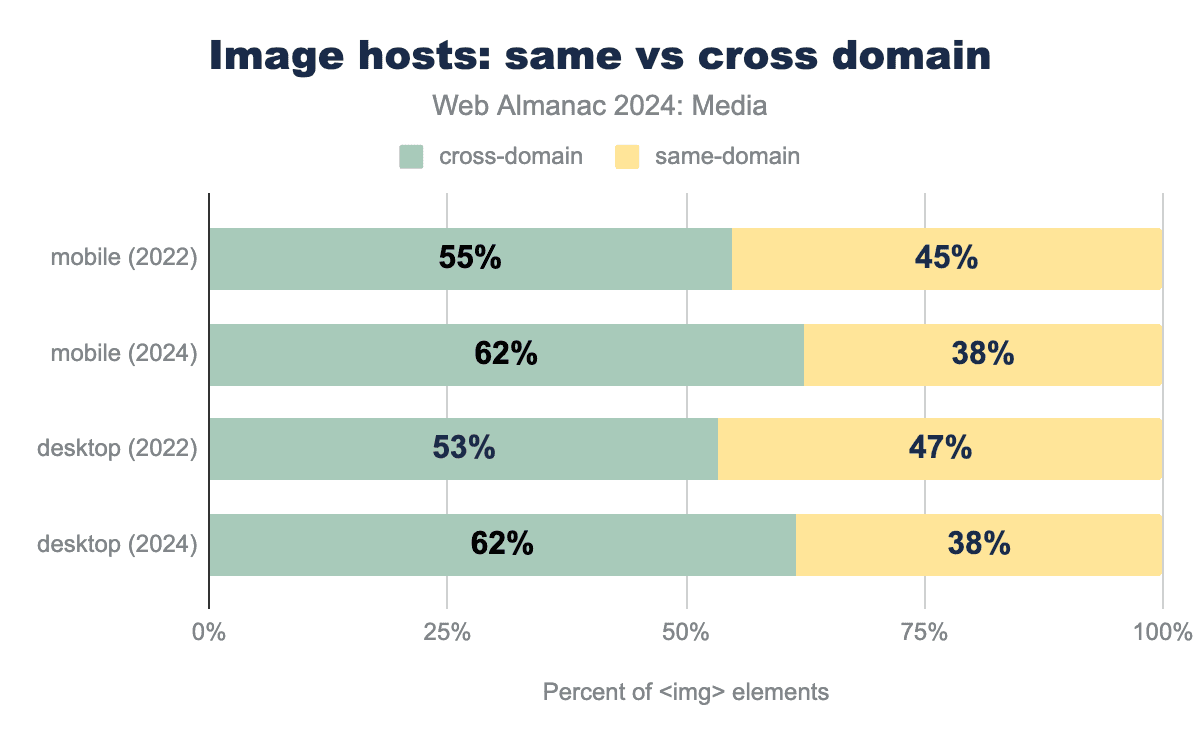 Image hosts: same vs cross domain
Web Almanac 2024: Media
cross-domain same-domain
mobile (2022) 55% 45%
mobile (2024) 62% 38%
desktop (2022) 53% 47%
desktop (2024) 62% 38%
0% 25% 50% 75% 100%
Percent of <img> elements